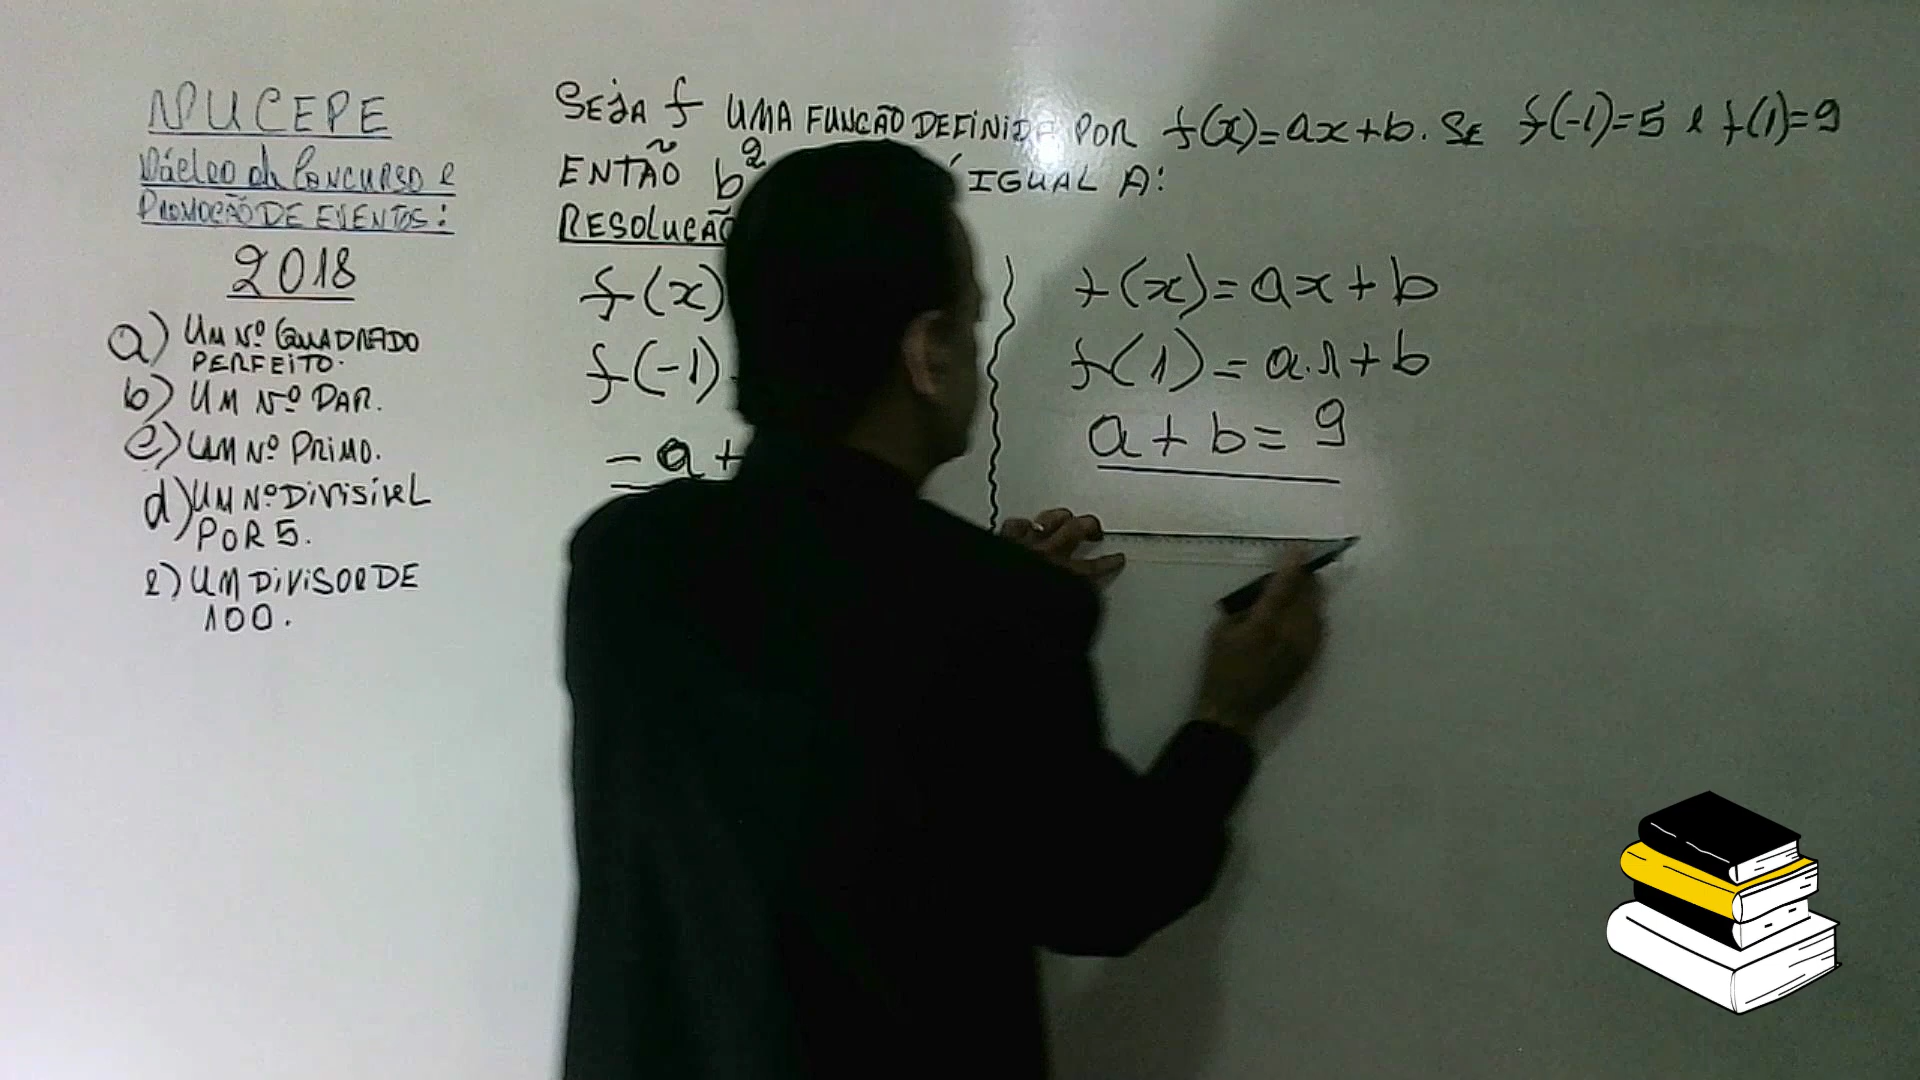 NUCEPE
Núcleo de Concurso e
Promoção de Eventos:
2018
a) Um Nº Quadrado
Perfeito.
b) Um Nº Par.
c) Um Nº Primo.
d) Um Nº Divisível
Por 5.
e) Um Divisor de
100.
Seja f uma função definida por f(x)=ax+b. Se f(-1)=5 e f(1)=9
Então b² igual a:
Resolução
f(x)
f(-1)
-a+
f(x)=ax+b
f(1)=a.1+b
a+b=9